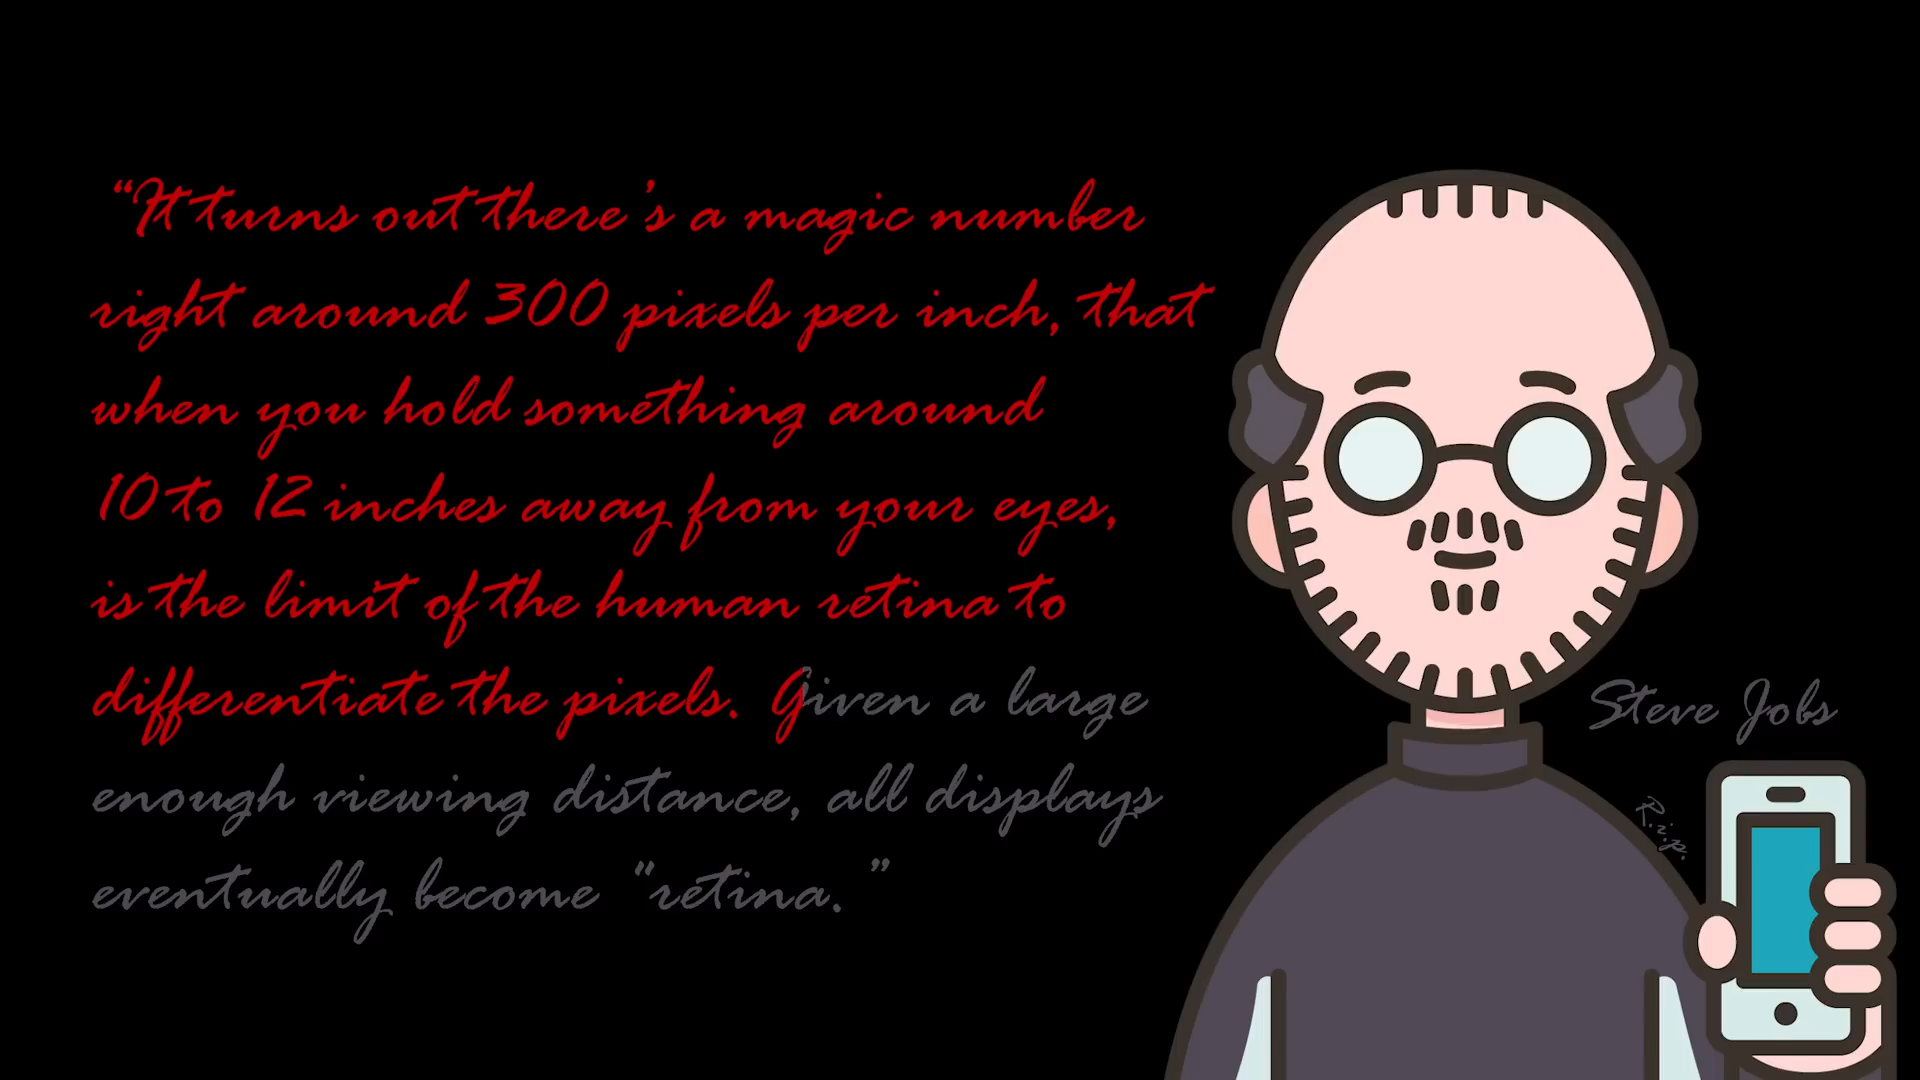 “It turns out there’s a magic number
right around 300 pixels per inch, that
when you hold something around
10 to 12 inches away from your eyes,
is the limit of the human retina to
differentiate the pixels. Given a large
enough viewing distance, all displays
eventually become “retina.”
Steve Jobs
R.i.p.